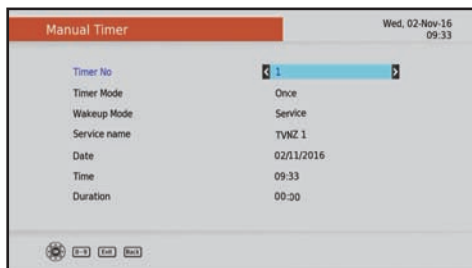 Manual Timer
Wed, 02-Nov-16
09:33
Timer No 1
Timer Mode Once
Wakeup Mode Service
Service name TVNZ 1
Date 02/11/2016
Time 09:33
Duration 00:00
0-9 Exit Back